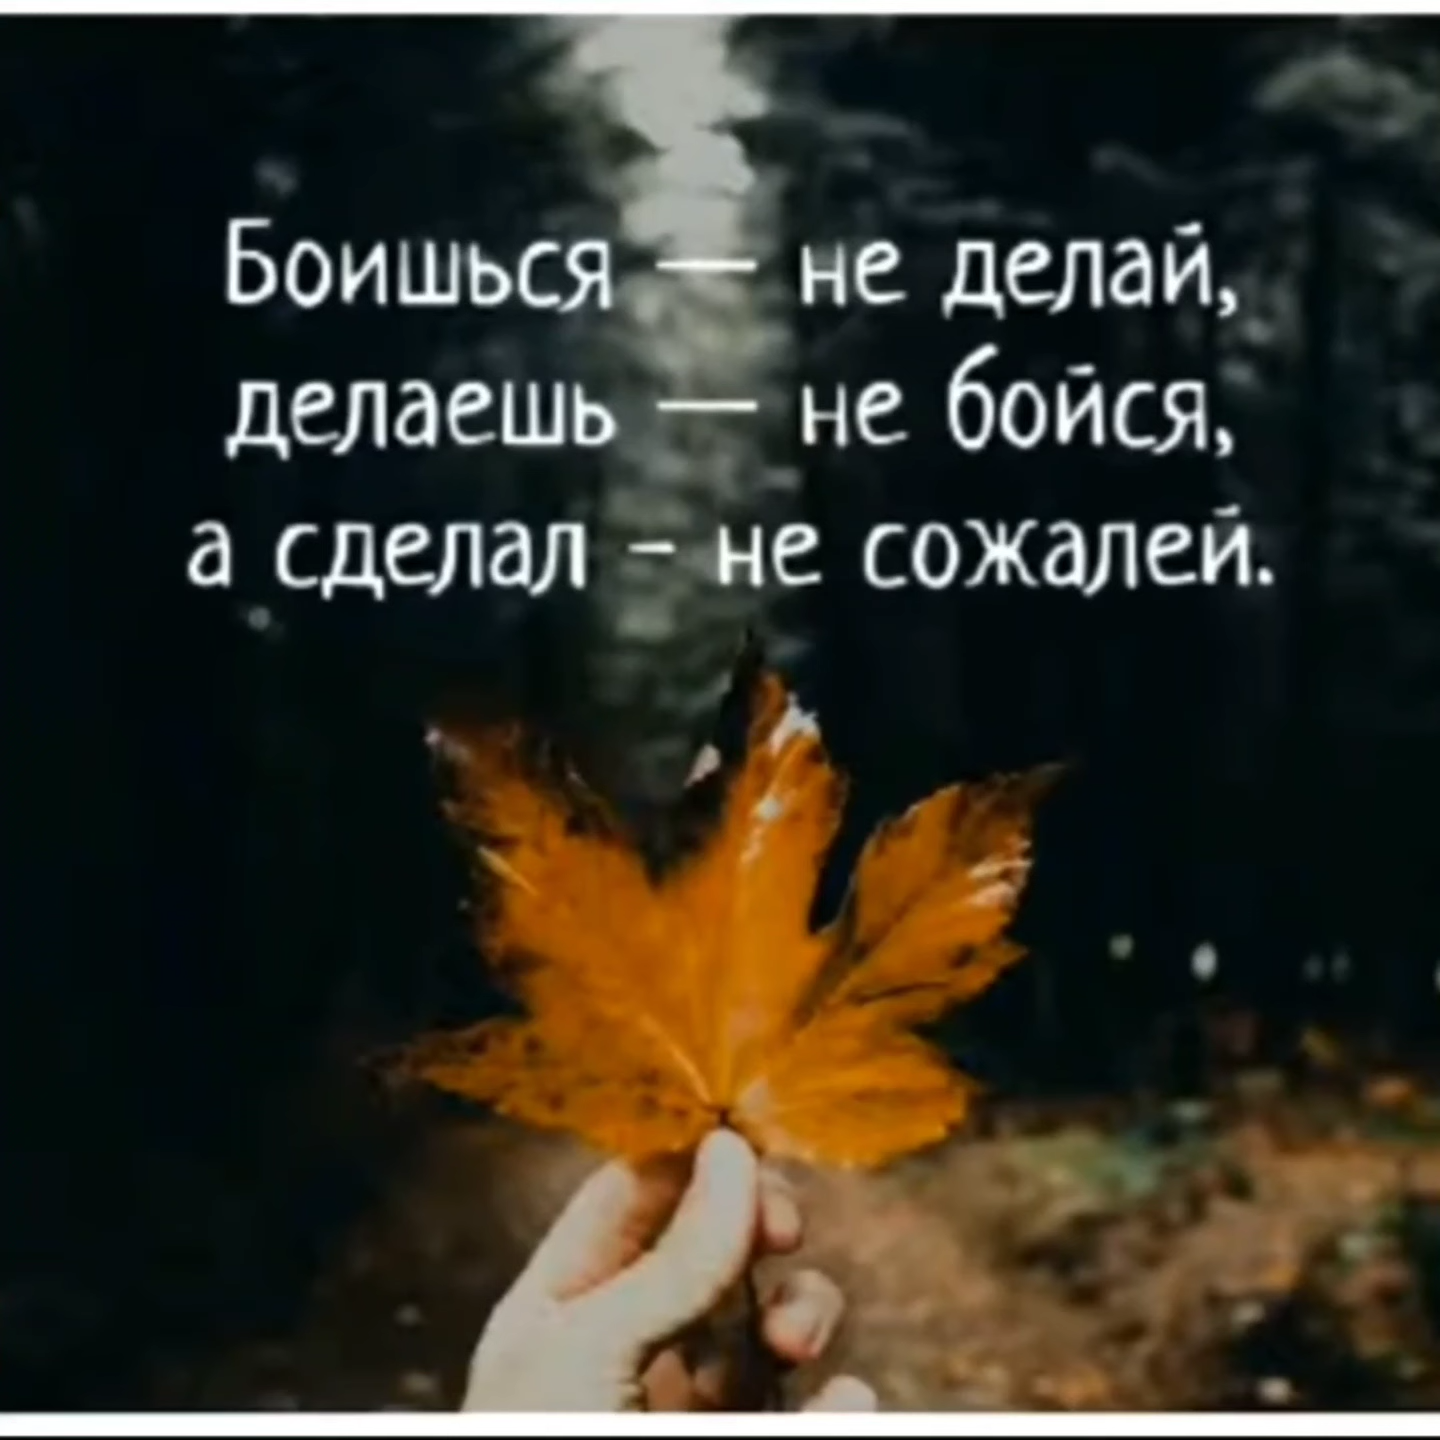 Боишься — не делай,
делаешь — не бойся,
а сделал - не сожалей.